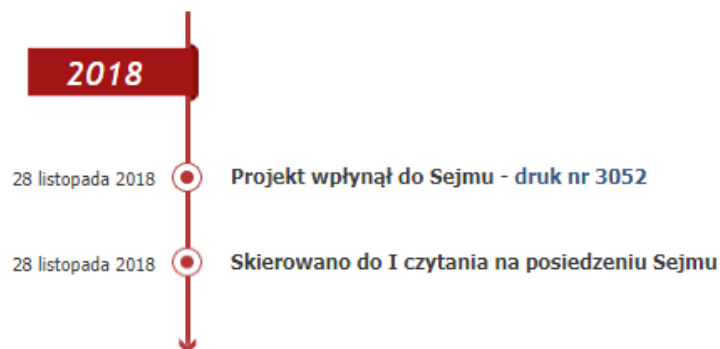 2018
28 listopada 2018 Projekt wpłynął do Sejmu - druk nr 3052
28 listopada 2018 Skierowano do I czytania na posiedzeniu Sejmu